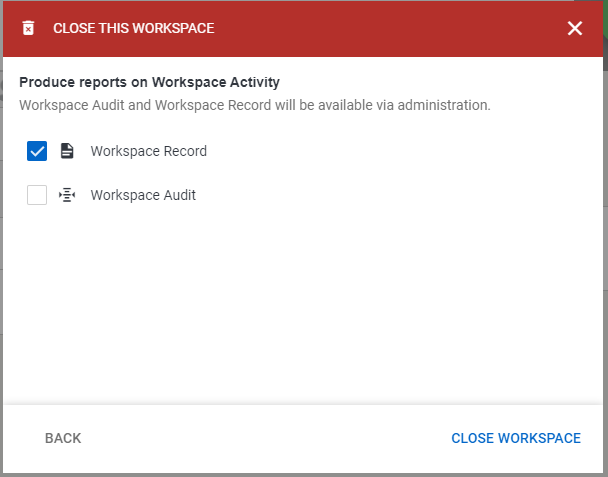 CLOSE THIS WORKSPACE
Produce reports on Workspace Activity
Workspace Audit and Workspace Record will be available via administration.
Workspace Record
Workspace Audit
BACK
CLOSE WORKSPACE